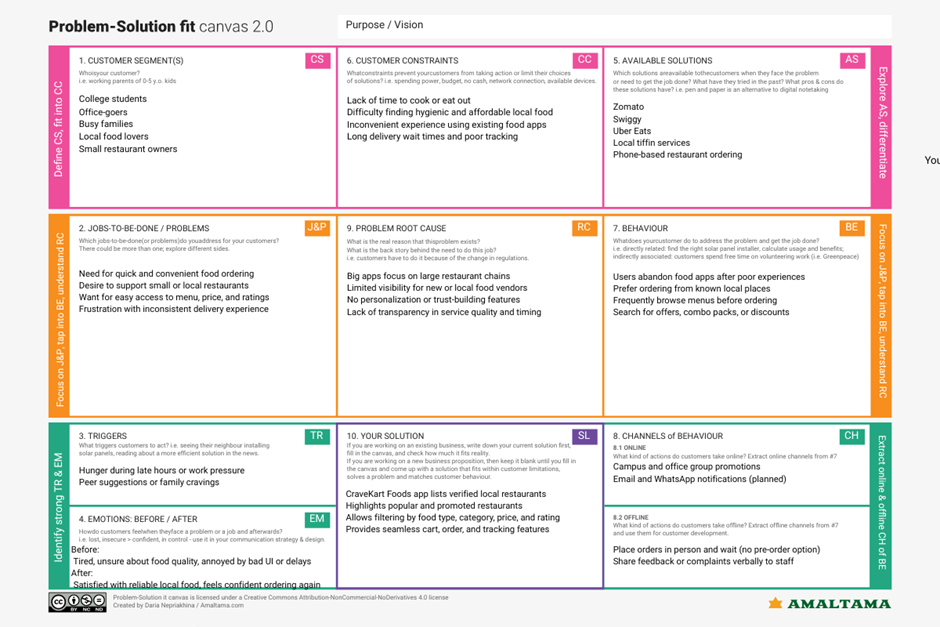 Problem-Solution fit canvas 2.0
Purpose / Vision
Define CS, fit into CC
1. CUSTOMER SEGMENT(S)
CS
Whoisyour customer?
i.e. working parents of 0-5 y.o. kids
College students
Office-goers
Busy families
Local food lovers
Small restaurant owners
6. CUSTOMER CONSTRAINTS
CC
Whatconstraints prevent yourcustomers from taking action or limit their choices
of solutions? i.e. spending power, budget, no cash, network connection, available devices.
Lack of time to cook or eat out
Difficulty finding hygienic and affordable local food
Inconvenient experience using existing food apps
Long delivery wait times and poor tracking
5. AVAILABLE SOLUTIONS
AS
Which solutions areavailable tothecustomers when they face the problem
or need to get the job done? What have they tried in the past? What pros & cons do
these solutions have? i.e. pen and paper is an alternative to digital notetaking
Zomato
Swiggy
Uber Eats
Local tiffin services
Phone-based restaurant ordering
Explore AS, differentiate
You
Focus on J&P, tap into BE, understand RC
2. JOBS-TO-BE-DONE / PROBLEMS
J&P
Which jobs-to-be-done(or problems)do youaddress for your customers?
There could be more than one; explore different sides.
Need for quick and convenient food ordering
Desire to support small or local restaurants
Want for easy access to menu, price, and ratings
Frustration with inconsistent delivery experience
9. PROBLEM ROOT CAUSE
RC
What is the real reason that thisproblem exists?
What is the back story behind the need to do this job?
i.e. customers have to do it because of the change in regulations.
Big apps focus on large restaurant chains
Limited visibility for new or local food vendors
No personalization or trust-building features
Lack of transparency in service quality and timing
7. BEHAVIOUR
BE
Whatdoes yourcustomer do to address the problem and get the job done?
i.e. directly related: find the right solar panel installer, calculate usage and benefits;
indirectly associated: customers spend free time on volunteering work (i.e. Greenpeace)
Users abandon food apps after poor experiences
Prefer ordering from known local places
Frequently browse menus before ordering
Search for offers, combo packs, or discounts
Focus on J&P, tap into BE, understand RC
Identify strong TR & EM
3. TRIGGERS
TR
What triggers customers to act? i.e. seeing their neighbour installing
solar panels, reading about a more efficient solution in the news.
Hunger during late hours or work pressure
Peer suggestions or family cravings
4. EMOTIONS: BEFORE / AFTER
EM
Howdo customers feelwhen theyface a problem or a job and afterwards?
i.e. lost, insecure > confident, in control - use it in your communication strategy & design.
Before:
Tired, unsure about food quality, annoyed by bad UI or delays
After:
Satisfied with reliable local food, feels confident ordering again
10. YOUR SOLUTION
SL
If you are working on an existing business, write down your current solution first,
fill in the canvas, and check how much it fits reality.
If you are working on a new business proposition, then keep it blank until you fill in
the canvas and come up with a solution that fits within customer limitations,
solves a problem and matches customer behaviour.
CraveKart Foods app lists verified local restaurants
Highlights popular and promoted restaurants
Allows filtering by food type, category, price, and rating
Provides seamless cart, order, and tracking features
8. CHANNELS of BEHAVIOUR
CH
8.1 ONLINE
What kind of actions do customers take online? Extract online channels from #7
Campus and office group promotions
Email and WhatsApp notifications (planned)
8.2 OFFLINE
What kind of actions do customers take offline? Extract offline channels from #7
and use them for customer development.
Place orders in person and wait (no pre-order option)
Share feedback or complaints verbally to staff
Extract online & offline CH of BE
CC
BY NC ND
Problem-Solution fit canvas is licensed under a Creative Commons Attribution-NonCommercial-NoDerivatives 4.0 license
Created by Daria Nepriakhina / Amaltama.com
AMALTAMA